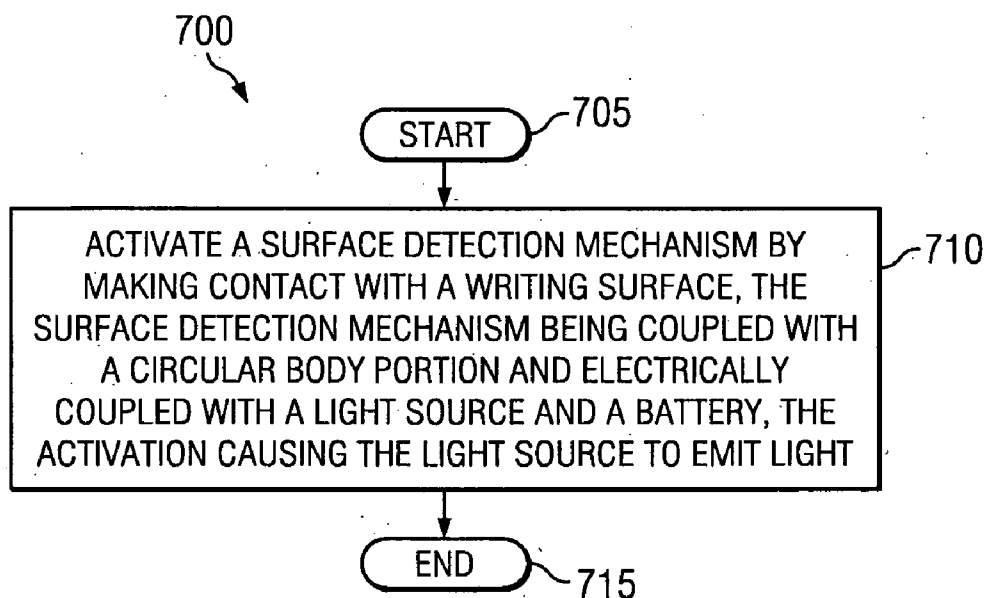 700
START
705
ACTIVATE A SURFACE DETECTION MECHANISM BY
MAKING CONTACT WITH A WRITING SURFACE, THE
SURFACE DETECTION MECHANISM BEING COUPLED WITH
A CIRCULAR BODY PORTION AND ELECTRICALLY
COUPLED WITH A LIGHT SOURCE AND A BATTERY, THE
ACTIVATION CAUSING THE LIGHT SOURCE TO EMIT LIGHT
710
END
715